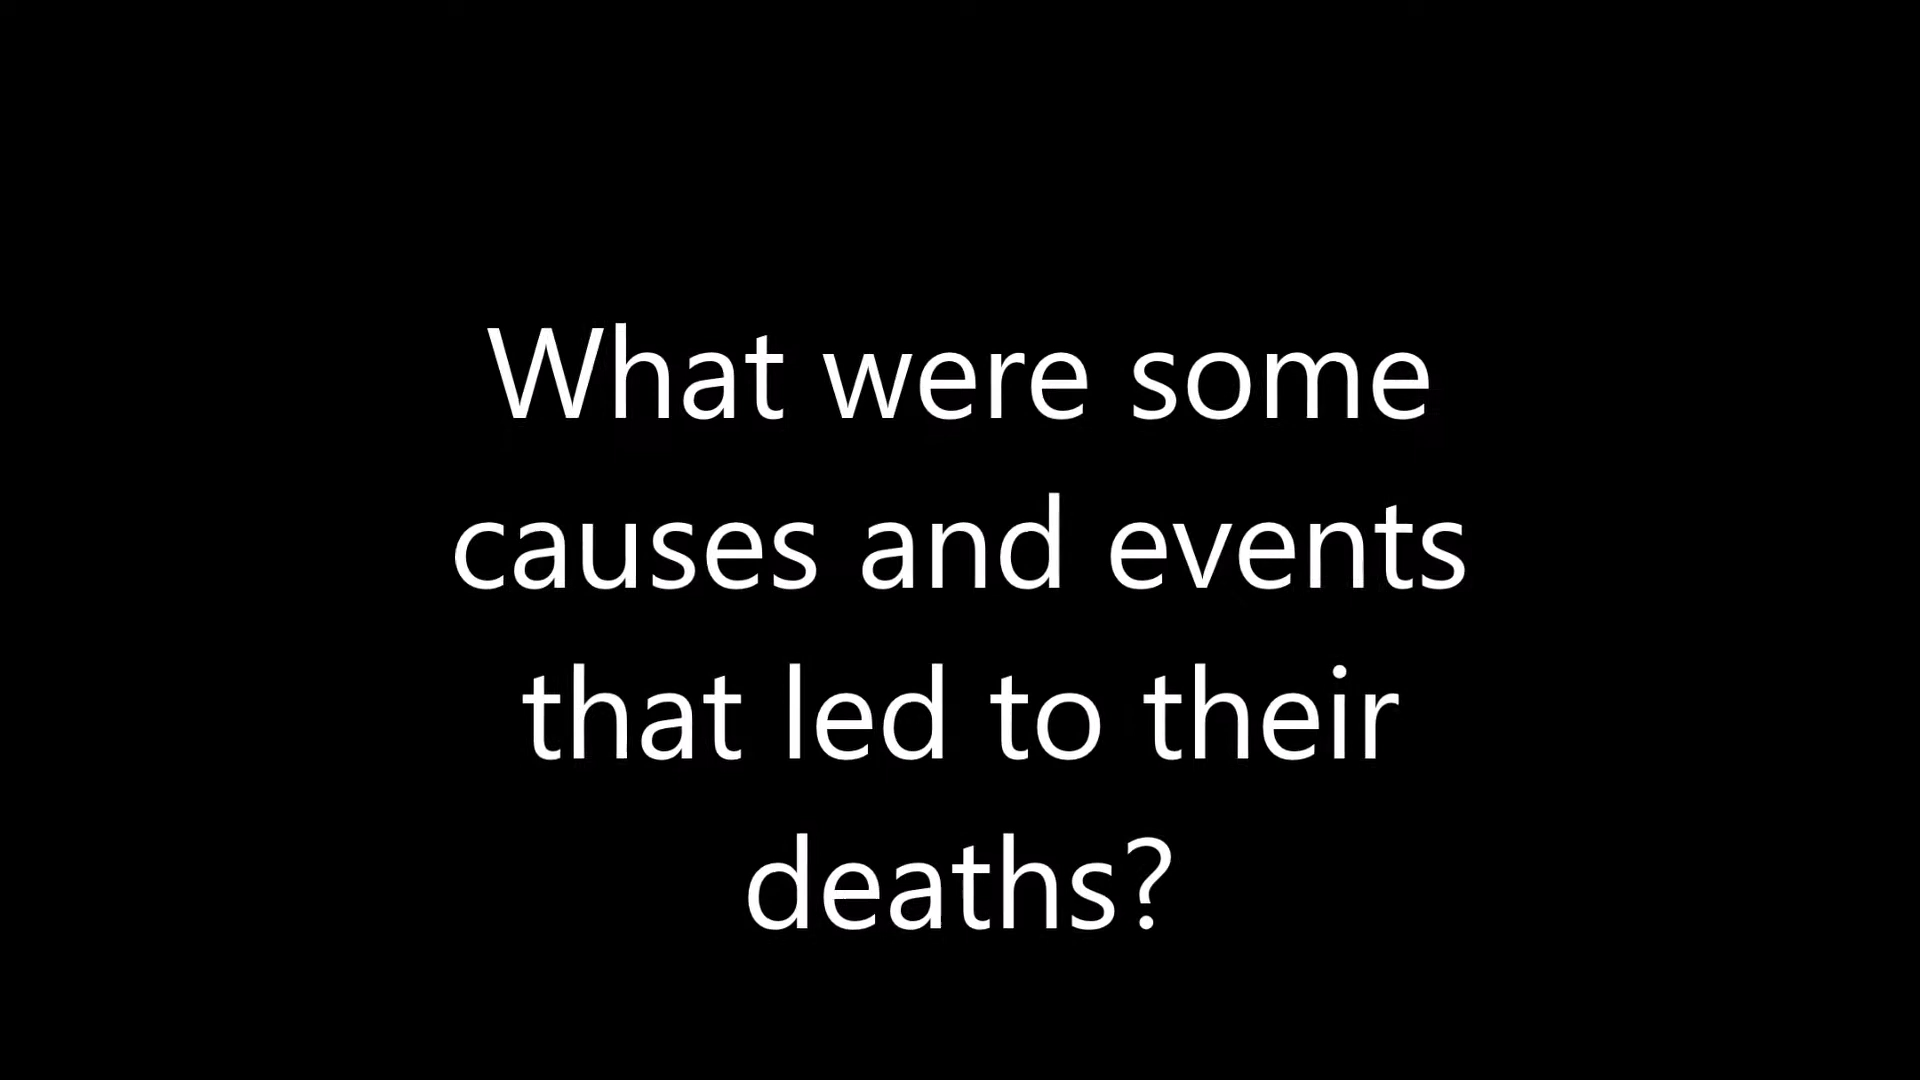 What were some
causes and events
that led to their
deaths?